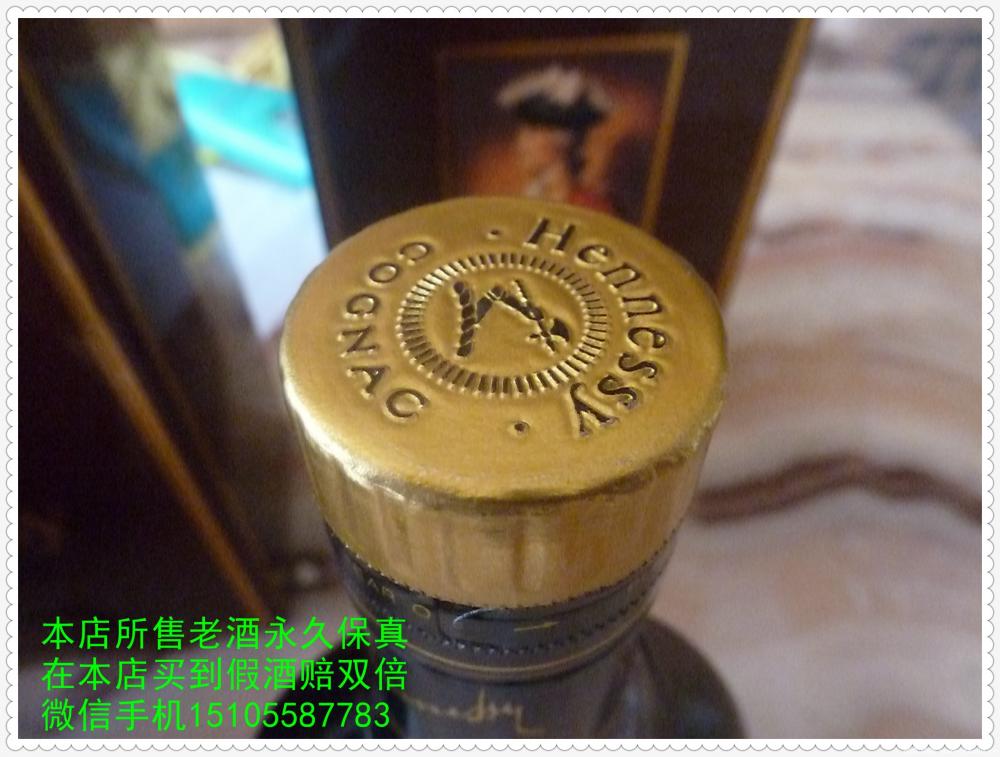 Hennessy
COGNAC
本店所售老酒永久保真
在本店买到假酒赔双倍
微信手机15105587783